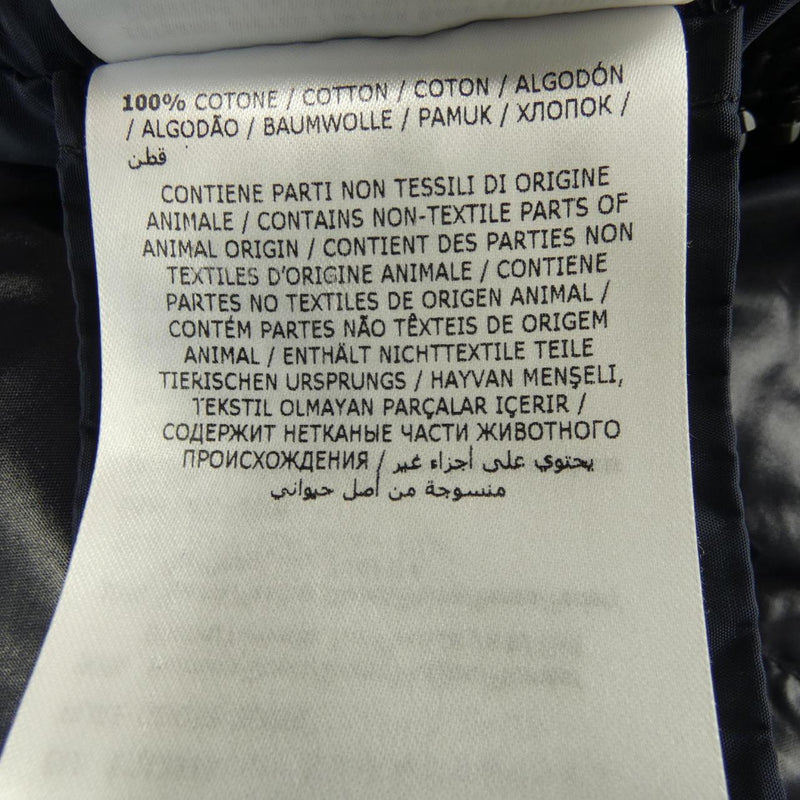 100% COTONE / COTTON / COTON / ALGODÓN
/ ALGODÃO / BAUMWOLLE / PAMUK / ХЛОПОК /
قطن
CONTIENE PARTI NON TESSILI DI ORIGINE
ANIMALE / CONTAINS NON-TEXTILE PARTS OF
ANIMAL ORIGIN / CONTIENT DES PARTIES NON
TEXTILES D'ORIGINE ANIMALE / CONTIENE
PARTES NO TEXTILES DE ORIGEN ANIMAL /
CONTÉM PARTES NÃO TÊXTEIS DE ORIGEM
ANIMAL / ENTHÄLT NICHTTEXTILE TEILE
TIERISCHEN URSPRUNGS / HAYVAN MENŞELİ,
TEKSTIL OLMAYAN PARÇALAR IÇERIR /
СОДЕРЖИТ НЕТКАНЫЕ ЧАСТИ ЖИВОТНОГО
ПРОИСХОЖДЕНИЯ / يحتوي على أجزاء غير
منسوجة من أصل حيواني